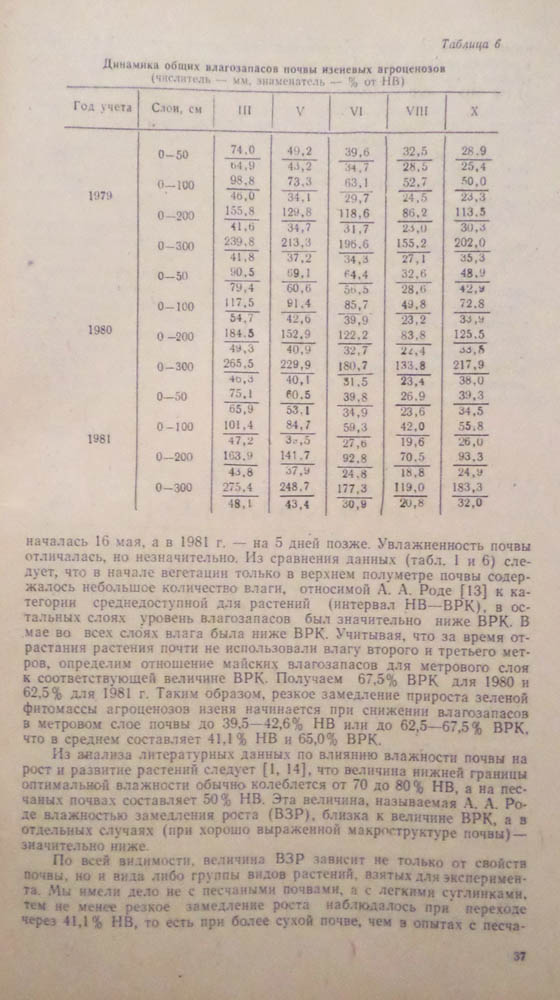 Таблица 6
Динамика общих влагозапасов почвы изеневых агроценозов
(числитель — мм, знаменатель — % от НВ)
Год учета Слои, см III V VI VIII X
0—50 74,0 49,2 39,6 32,5 28,9
64,9 43,2 34,7 28,5 25,4
0—100 98,8 73,3 63,1 52,7 50,0
1979 46,0 34,1 29,7 24,5 23,3
0—200 155,8 129,8 118,6 86,2 113,5
41,6 34,7 31,7 23,0 30,3
0—300 239,8 213,3 196,6 155,2 202,0
41,8 37,2 34,3 27,1 35,3
0—50 90,5 69,1 64,4 32,6 48,9
79,4 60,6 56,5 28,6 42,9
0—100 117,5 91,4 85,7 49,8 72,8
54,7 42,6 39,9 23,2 33,9
1980 0—200 184,5 152,9 122,2 83,8 125,5
49,3 40,9 32,7 22,4 33,5
0—300 265,5 229,9 180,7 133,8 217,9
46,3 40,1 31,5 23,4 38,0
0—50 75,1 60,5 39,8 26,9 39,3
65,9 53,1 34,9 23,6 34,5
0—100 101,4 84,7 59,3 42,0 55,8
1981 47,2 39,5 27,6 19,6 26,0
0—200 163,9 141,7 92,8 70,5 93,3
43,8 37,9 24,8 18,8 24,9
0—300 275,4 248,7 177,3 119,0 183,3
48,1 43,4 30,9 20,8 32,0
началась 16 мая, а в 1981 г. — на 5 дней позже. Увлажненность почвы
отличалась, но незначительно. Из сравнения данных (табл. 1 и 6) сле-
дует, что в начале вегетации только в верхнем полуметре почвы содер-
жалось небольшое количество влаги, относимой А. А. Роде [13] к ка-
тегории среднедоступной для растений (интервал НВ—ВРК), в ос-
тальных слоях уровень влагозапасов был значительно ниже ВРК. В
мае во всех слоях влага была ниже ВРК. Учитывая, что за время от-
растания растения почти не использовали влагу второго и третьего мет-
ров, определим отношение майских влагозапасов для метрового слоя
к соответствующей величине ВРК. Получаем 67,5% ВРК для 1980 и
62,5% для 1981 г. Таким образом, резкое замедление прироста зеленой
фитомассы агроценозов изеня начинается при снижении влагозапасов
в метровом слое почвы до 39,5—42,6% НВ или до 62,5—67,5% ВРК,
что в среднем составляет 41,1% НВ и 65,0% ВРК.
Из анализа литературных данных по влиянию влажности почвы на
рост и развитие растений следует [1, 14], что величина нижней границы
оптимальной влажности обычно колеблется от 70 до 80% НВ, а на пес-
чаных почвах составляет 50% НВ. Эта величина, называемая А. А. Ро-
де влажностью замедления роста (ВЗР), близка к величине ВРК, а в
отдельных случаях (при хорошо выраженной макроструктуре почвы)—
значительно ниже.
По всей видимости, величина ВЗР зависит не только от свойств
почвы, но и вида либо группы видов растений, взятых для эксперимен-
та. Мы имели дело не с песчаными почвами, а с легкими суглинками,
тем не менее резкое замедление роста наблюдалось при переходе
через 41,1% НВ, то есть при более сухой почве, чем в опытах с песча-
37